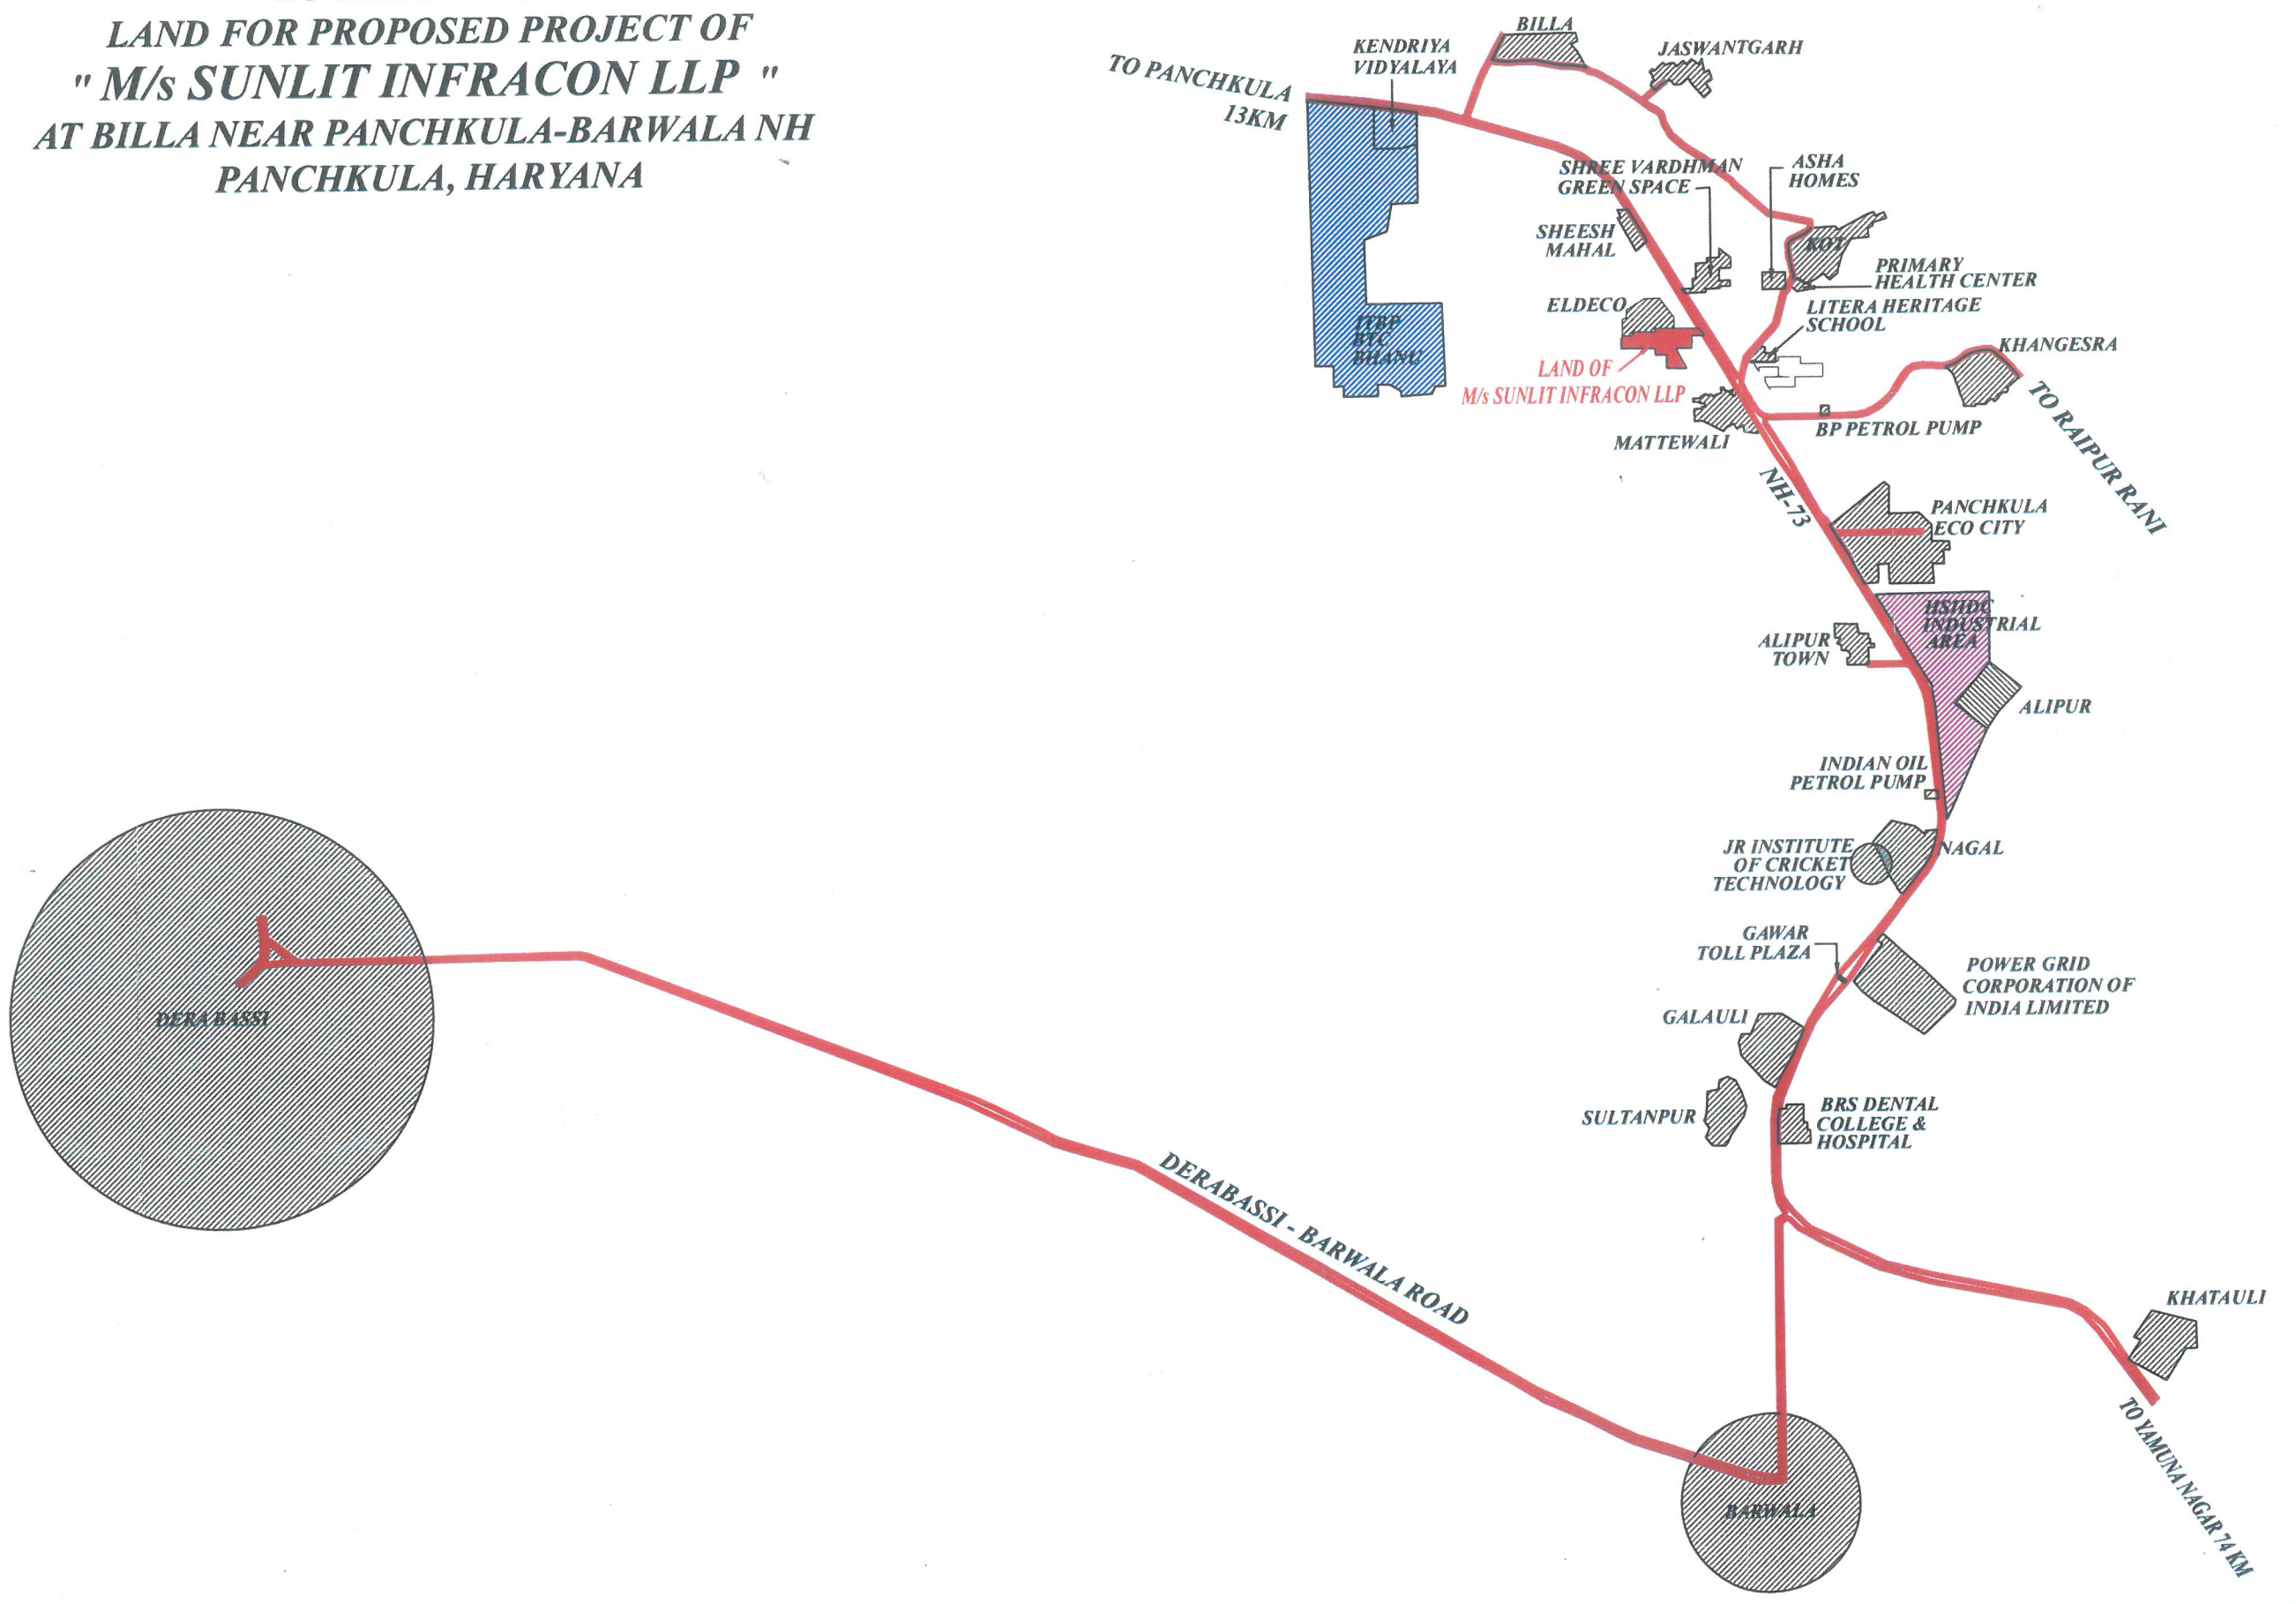 LAND FOR PROPOSED PROJECT OF
" M/s SUNLIT INFRACON LLP "
AT BILLA NEAR PANCHKULA-BARWALA NH
PANCHKULA, HARYANA
TO PANCHKULA
13KM
KENDRIYA
VIDYALAYA
BILLA
JASWANTGARH
SHREE VARDHMAN
GREEN SPACE
ASHA
HOMES
SHEESH
MAHAL
KOT
PRIMARY
HEALTH CENTER
ELDECO
LITERA HERITAGE
SCHOOL
ITBP
BTC
BHANU
LAND OF
M/s SUNLIT INFRACON LLP
KHANGESRA
TO RAIPUR RANI
MATTEWALI
BP PETROL PUMP
NH-73
PANCHKULA
ECO CITY
HSIIDC
INDUSTRIAL
AREA
ALIPUR
TOWN
ALIPUR
INDIAN OIL
PETROL PUMP
JR INSTITUTE
OF CRICKET
TECHNOLOGY
NAGAL
GAWAR
TOLL PLAZA
POWER GRID
CORPORATION OF
INDIA LIMITED
DERA BASSI
GALAULI
SULTANPUR
BRS DENTAL
COLLEGE &
HOSPITAL
DERABASSI - BARWALA ROAD
KHATAULI
TO YAMUNA NAGAR 74 KM
BARWALA